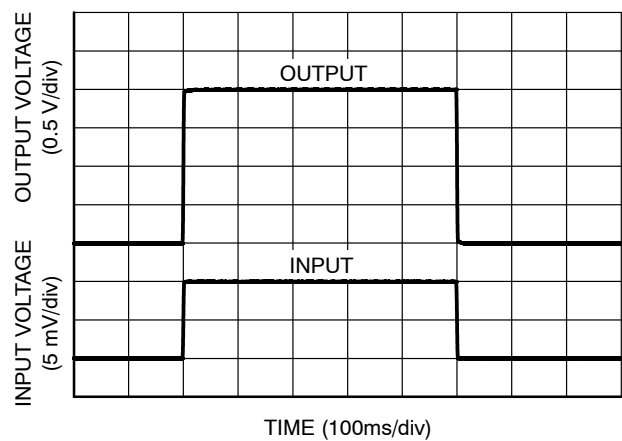 OUTPUT VOLTAGE
(0.5 V/div)
OUTPUT
INPUT VOLTAGE
(5 mV/div)
INPUT
TIME (100ms/div)